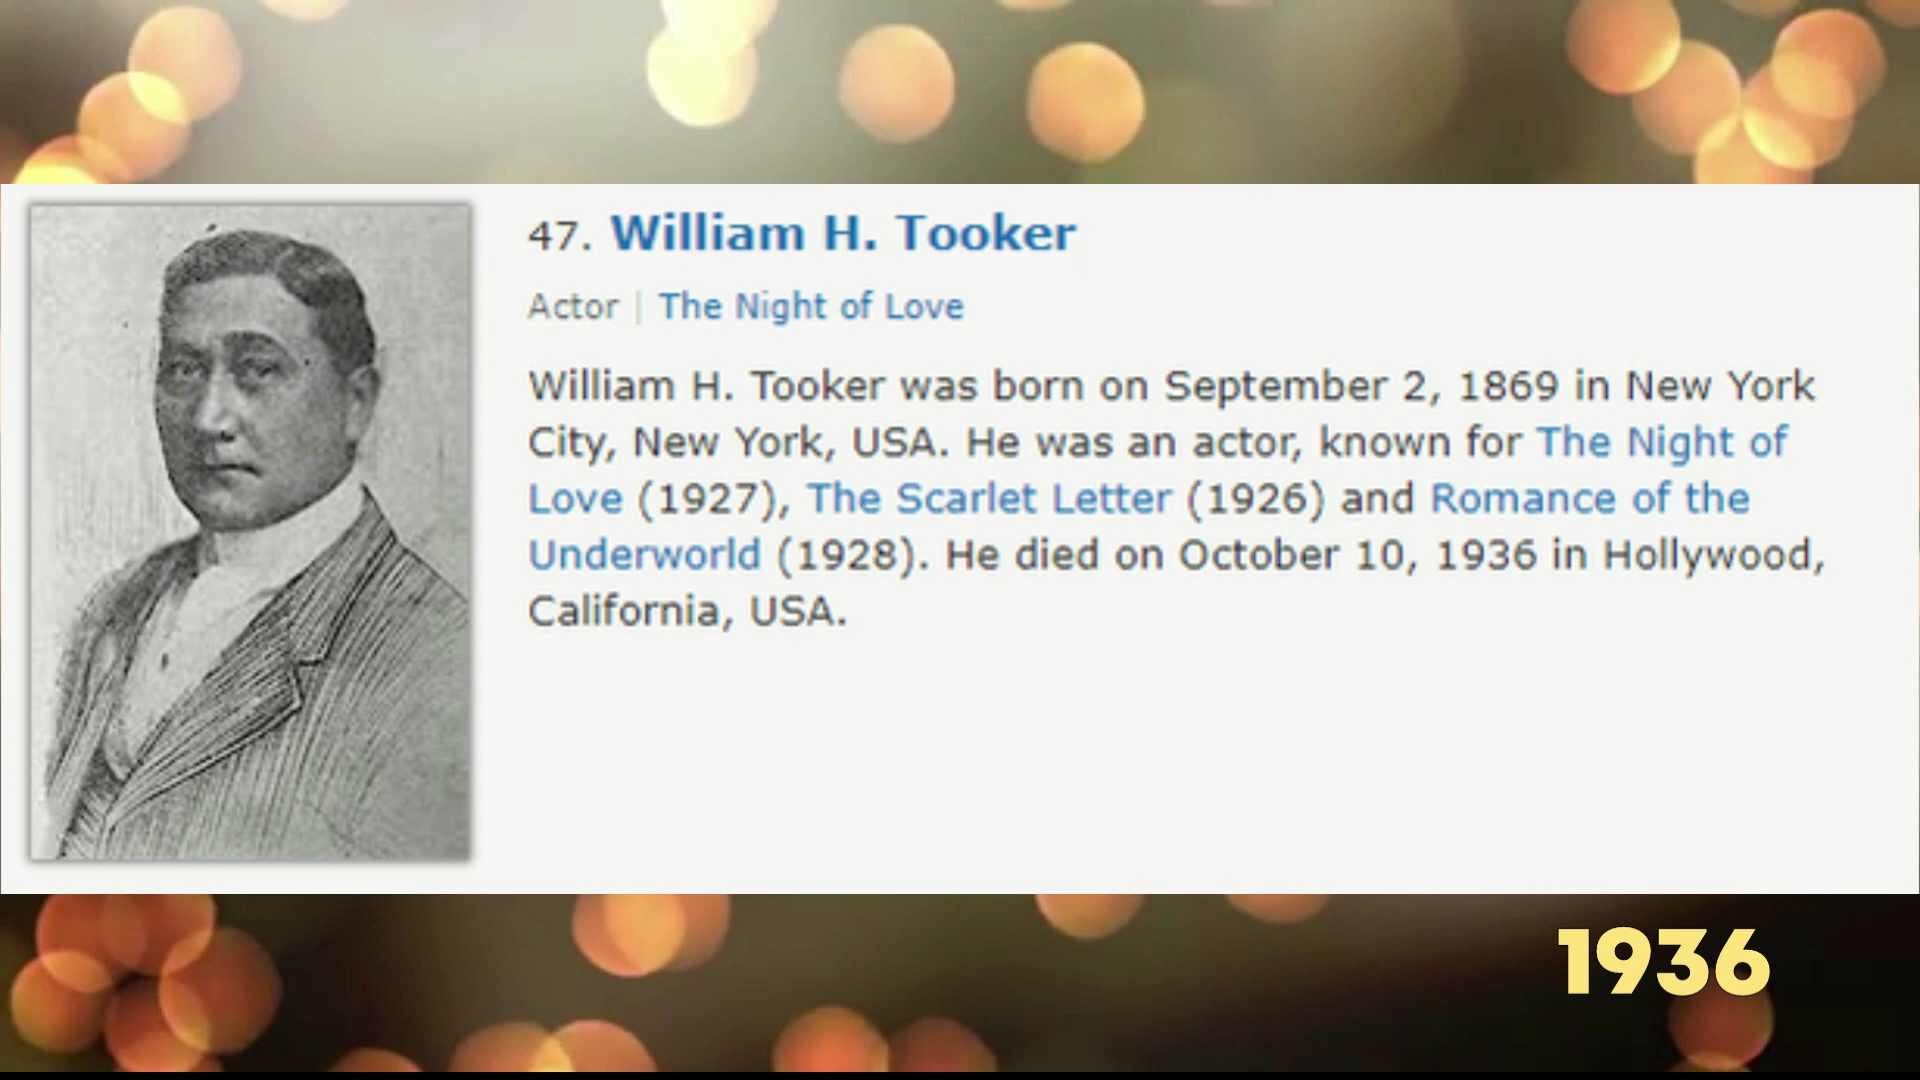 47. William H. Tooker
Actor | The Night of Love
William H. Tooker was born on September 2, 1869 in New York
City, New York, USA. He was an actor, known for The Night of
Love (1927), The Scarlet Letter (1926) and Romance of the
Underworld (1928). He died on October 10, 1936 in Hollywood,
California, USA.
1936